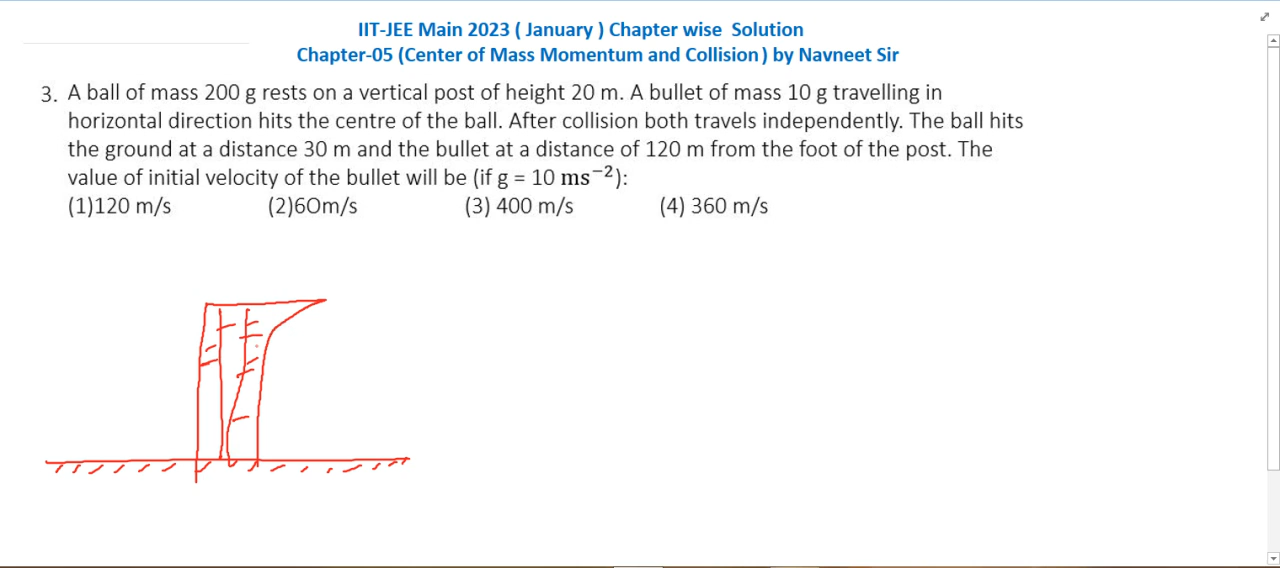 IIT-JEE Main 2023 ( January ) Chapter wise Solution
Chapter-05 (Center of Mass Momentum and Collision) by Navneet Sir
3. A ball of mass 200 g rests on a vertical post of height 20 m. A bullet of mass 10 g travelling in
horizontal direction hits the centre of the ball. After collision both travels independently. The ball hits
the ground at a distance 30 m and the bullet at a distance of 120 m from the foot of the post. The
value of initial velocity of the bullet will be (if g = 10 ms⁻²):
(1)120 m/s (2)6Om/s (3) 400 m/s (4) 360 m/s